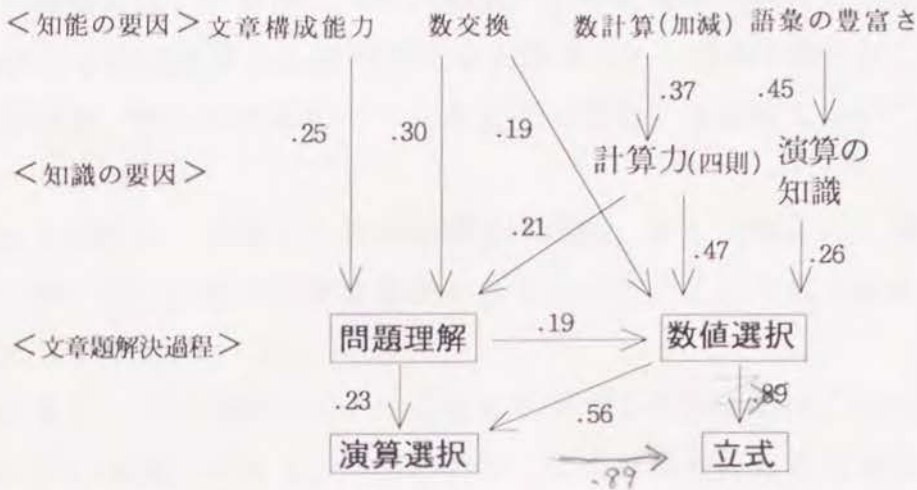 ＜知能の要因＞ 文章構成能力 数交換 数計算(加減) 語彙の豊富さ
.37 .45
.25 .30 .19
計算力(四則) 演算の
＜知識の要因＞ 知識
.21 .47 .26
.19
＜文章題解決過程＞ 問題理解 数値選択
.23 .56 .89
演算選択 立式
.89